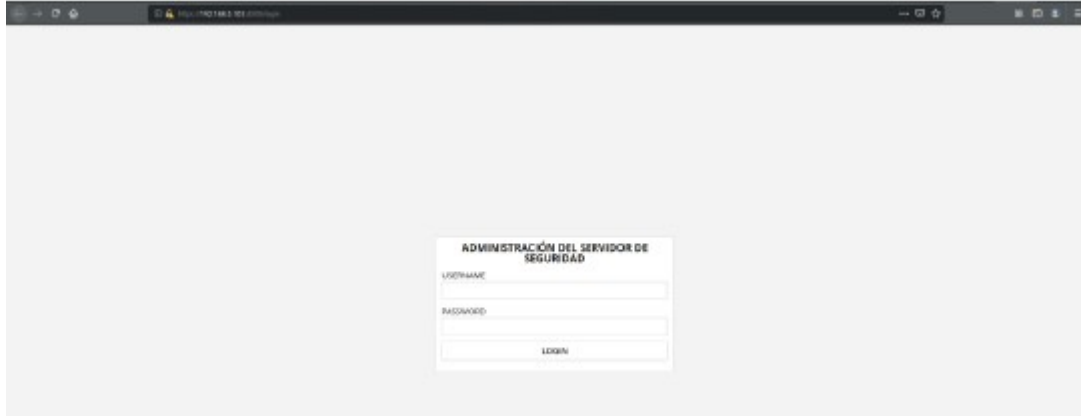 ADMINISTRACIÓN DEL SERVIDOR DE
SEGURIDAD
USERNAME
PASSWORD
LOGIN